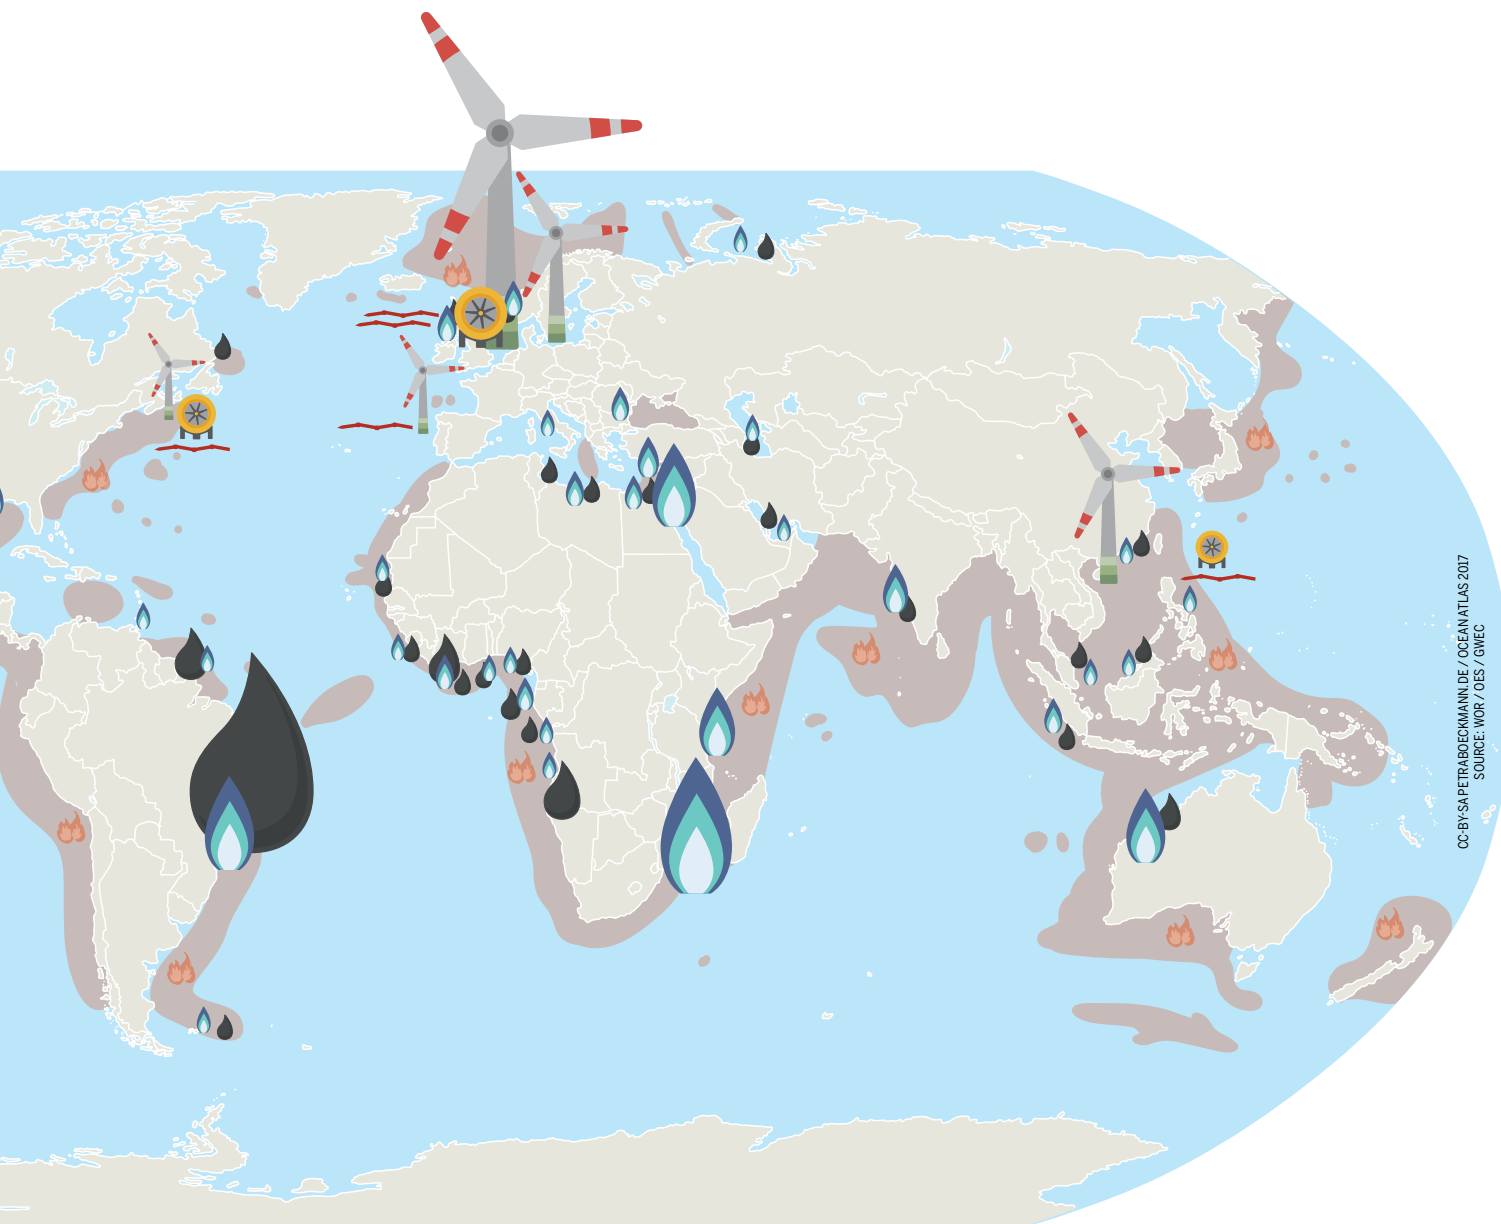 CC-BY-SA PETRABOECKMANN.DE / OCEAN ATLAS 2017
SOURCE: WOR / OES / GWEC